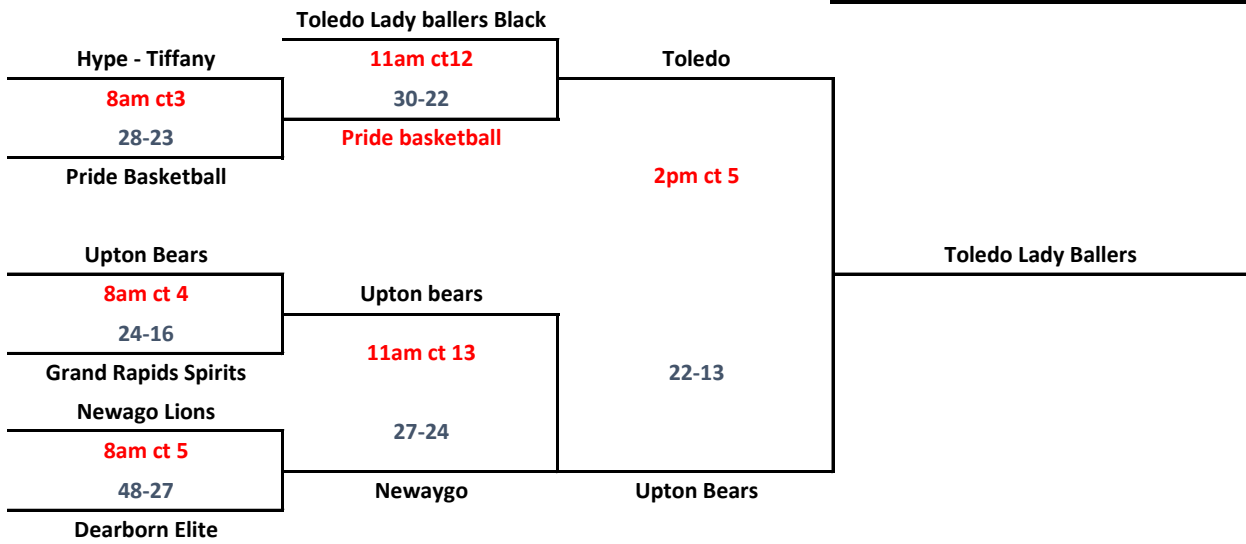 Toledo Lady ballers Black
Hype - Tiffany
11am ct12
Toledo
8am ct3
30-22
28-23
Pride basketball
Pride Basketball
2pm ct 5
Upton Bears
Toledo Lady Ballers
8am ct 4
Upton bears
24-16
11am ct 13
Grand Rapids Spirits
22-13
Newago Lions
27-24
8am ct 5
48-27
Newaygo
Upton Bears
Dearborn Elite